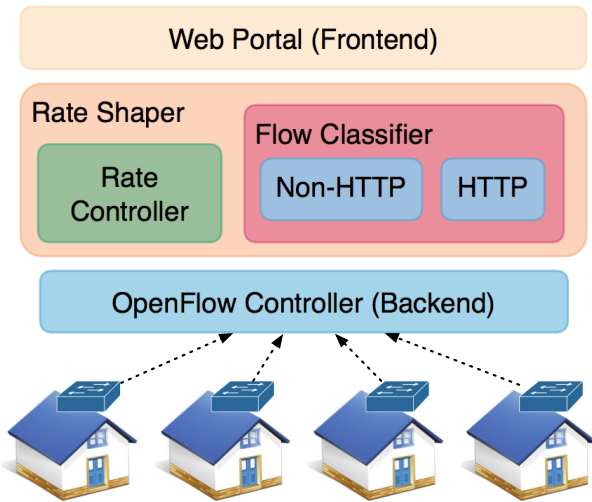 Web Portal (Frontend)
Rate Shaper
Flow Classifier
Rate
Controller
Non-HTTP
HTTP
OpenFlow Controller (Backend)